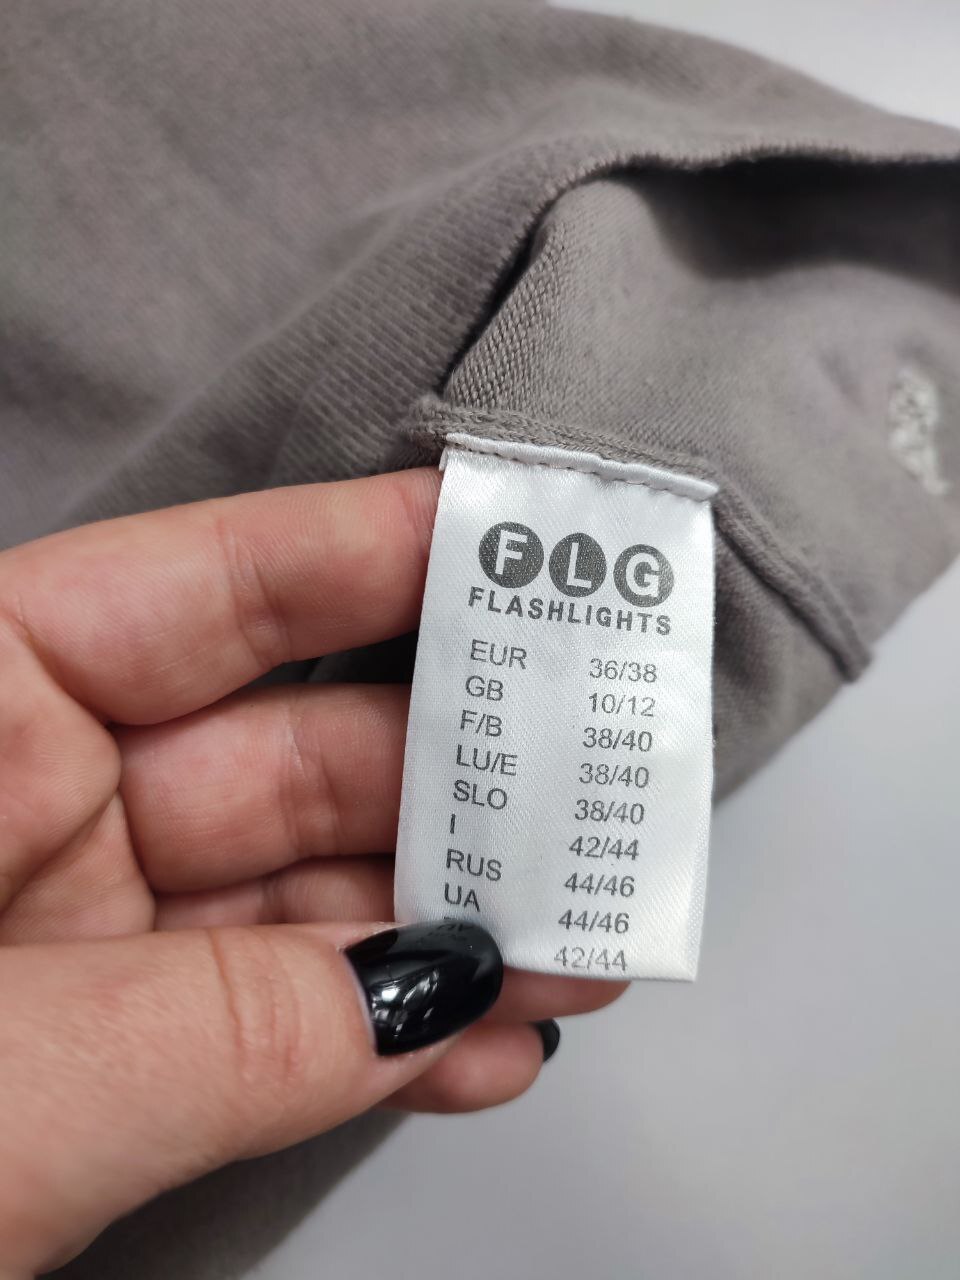 FLG
FLASHLIGHTS
EUR 36/38
GB 10/12
F/B 38/40
LU/E 38/40
SLO 38/40
I 42/44
RUS 44/46
UA 44/46
42/44